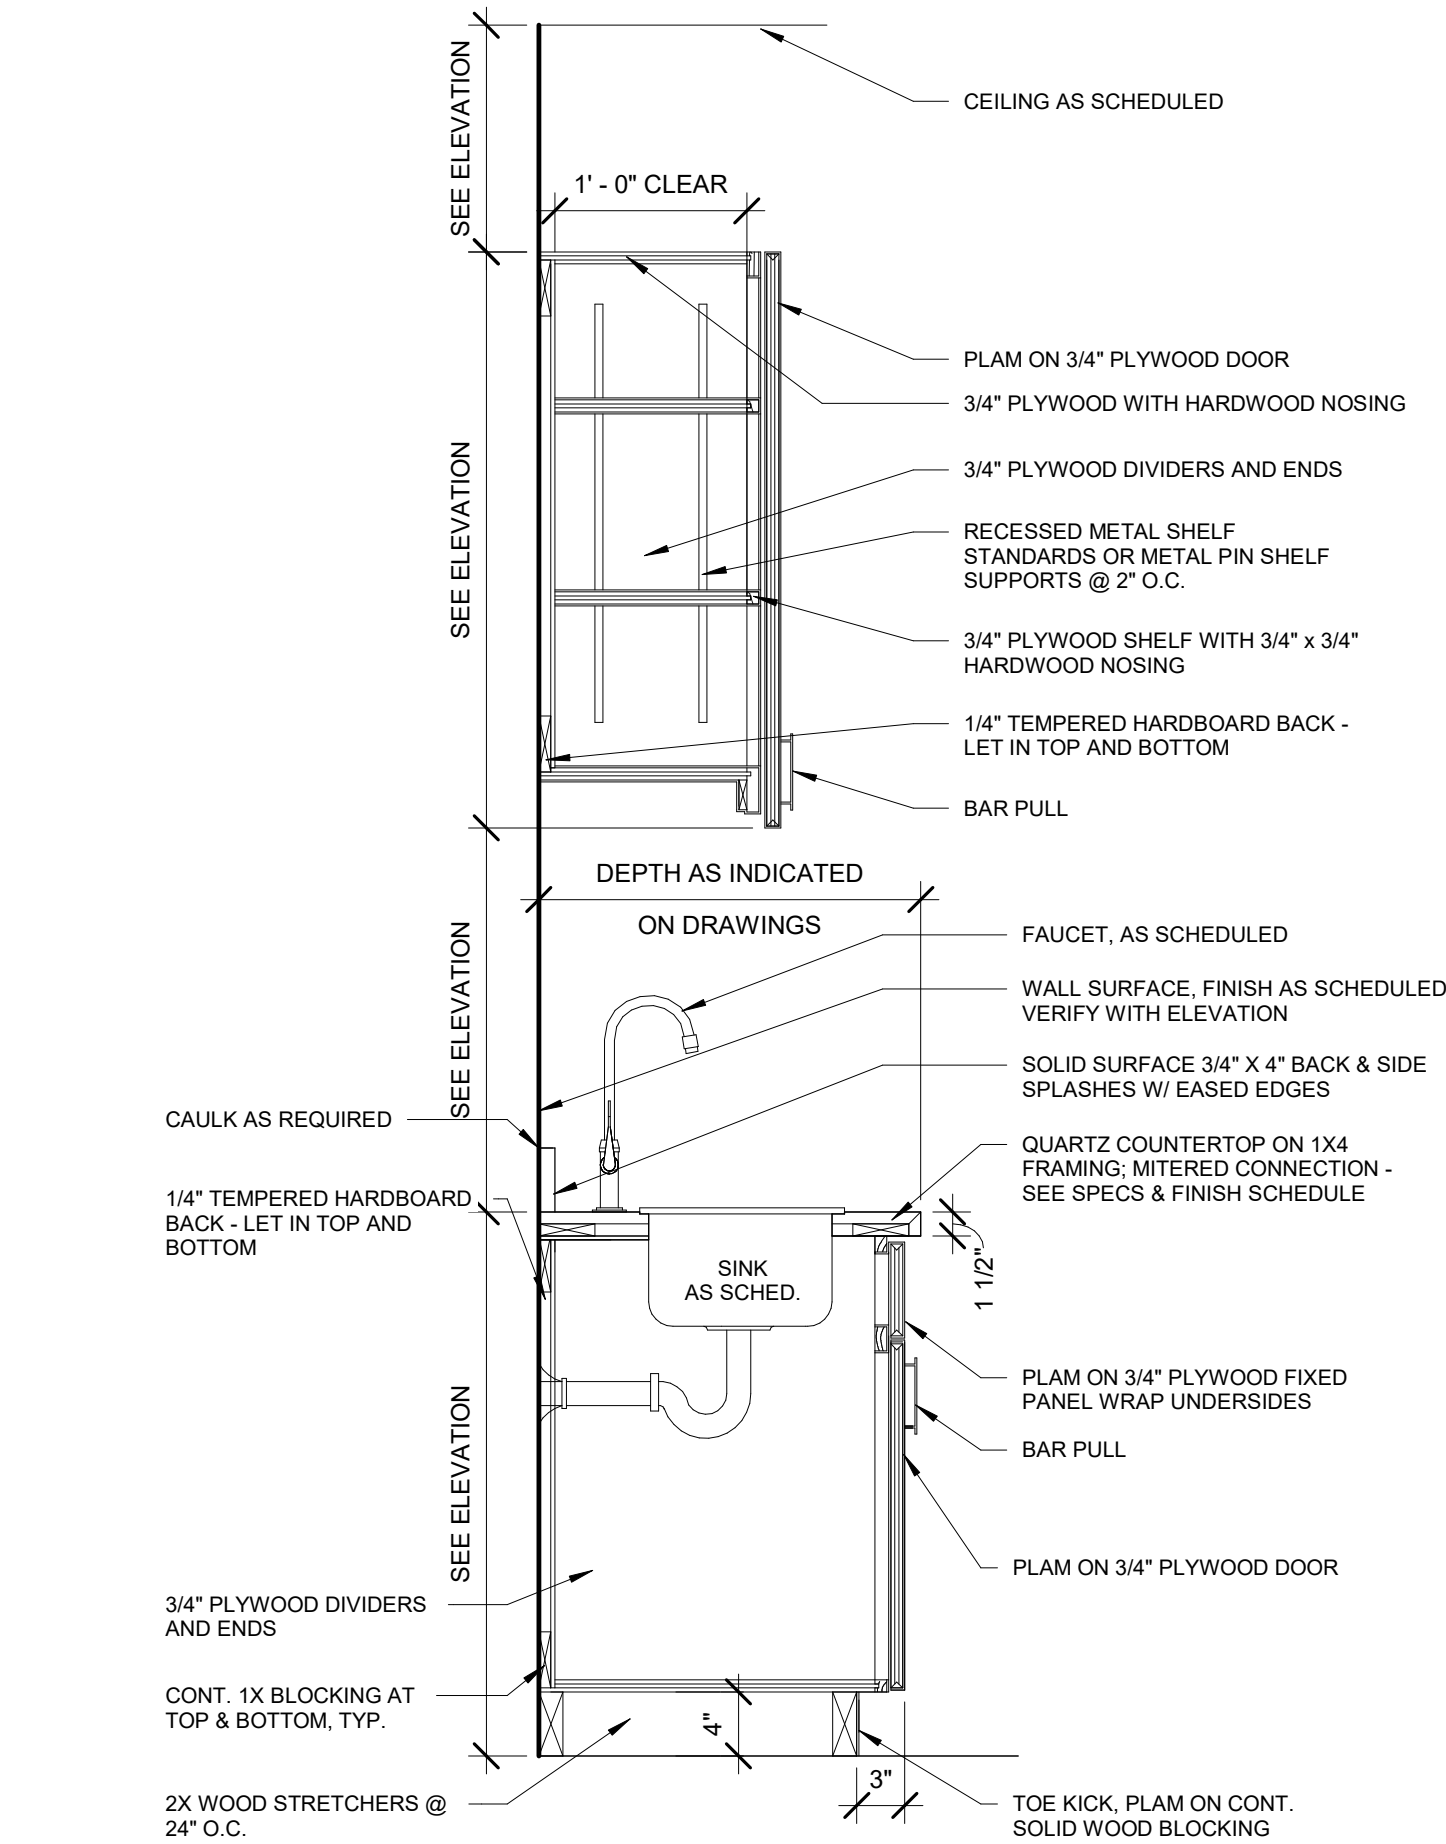 SEE ELEVATION
CEILING AS SCHEDULED
1' - 0" CLEAR
PLAM ON 3/4" PLYWOOD DOOR
3/4" PLYWOOD WITH HARDWOOD NOSING
SEE ELEVATION
3/4" PLYWOOD DIVIDERS AND ENDS
RECESSED METAL SHELF
STANDARDS OR METAL PIN SHELF
SUPPORTS @ 2" O.C.
3/4" PLYWOOD SHELF WITH 3/4" x 3/4"
HARDWOOD NOSING
1/4" TEMPERED HARDBOARD BACK -
LET IN TOP AND BOTTOM
BAR PULL
DEPTH AS INDICATED
ON DRAWINGS
SEE ELEVATION
FAUCET, AS SCHEDULED
WALL SURFACE, FINISH AS SCHEDULED
VERIFY WITH ELEVATION
SOLID SURFACE 3/4" X 4" BACK & SIDE
SPLASHES W/ EASED EDGES
CAULK AS REQUIRED
QUARTZ COUNTERTOP ON 1X4
FRAMING; MITERED CONNECTION -
SEE SPECS & FINISH SCHEDULE
1/4" TEMPERED HARDBOARD
BACK - LET IN TOP AND
BOTTOM
SINK
AS SCHED.
1 1/2"
PLAM ON 3/4" PLYWOOD FIXED
PANEL WRAP UNDERSIDES
BAR PULL
SEE ELEVATION
PLAM ON 3/4" PLYWOOD DOOR
3/4" PLYWOOD DIVIDERS
AND ENDS
CONT. 1X BLOCKING AT
TOP & BOTTOM, TYP.
4"
3"
2X WOOD STRETCHERS @
24" O.C.
TOE KICK, PLAM ON CONT.
SOLID WOOD BLOCKING